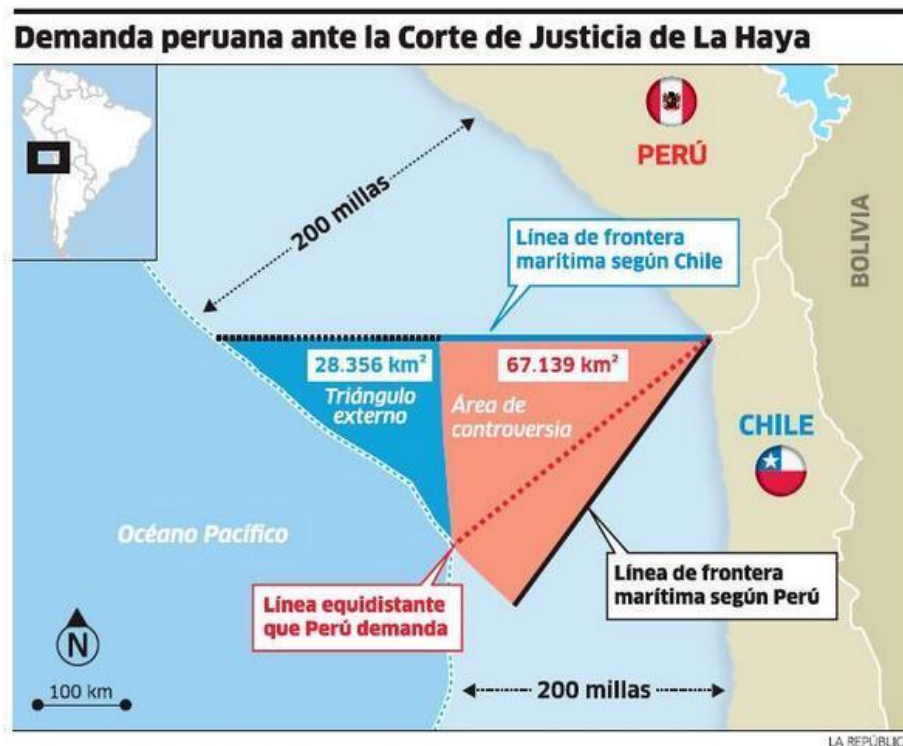 Demanda peruana ante la Corte de Justicia de La Haya
PERÚ
BOLIVIA
200 millas
Línea de frontera
marítima según Chile
28.356 km²
Triángulo
externo
67.139 km²
Área de
controversia
CHILE
Océano Pacífico
Línea equidistante
que Perú demanda
Línea de frontera
marítima según Perú
N
100 km
200 millas
LA REPÚBLIC